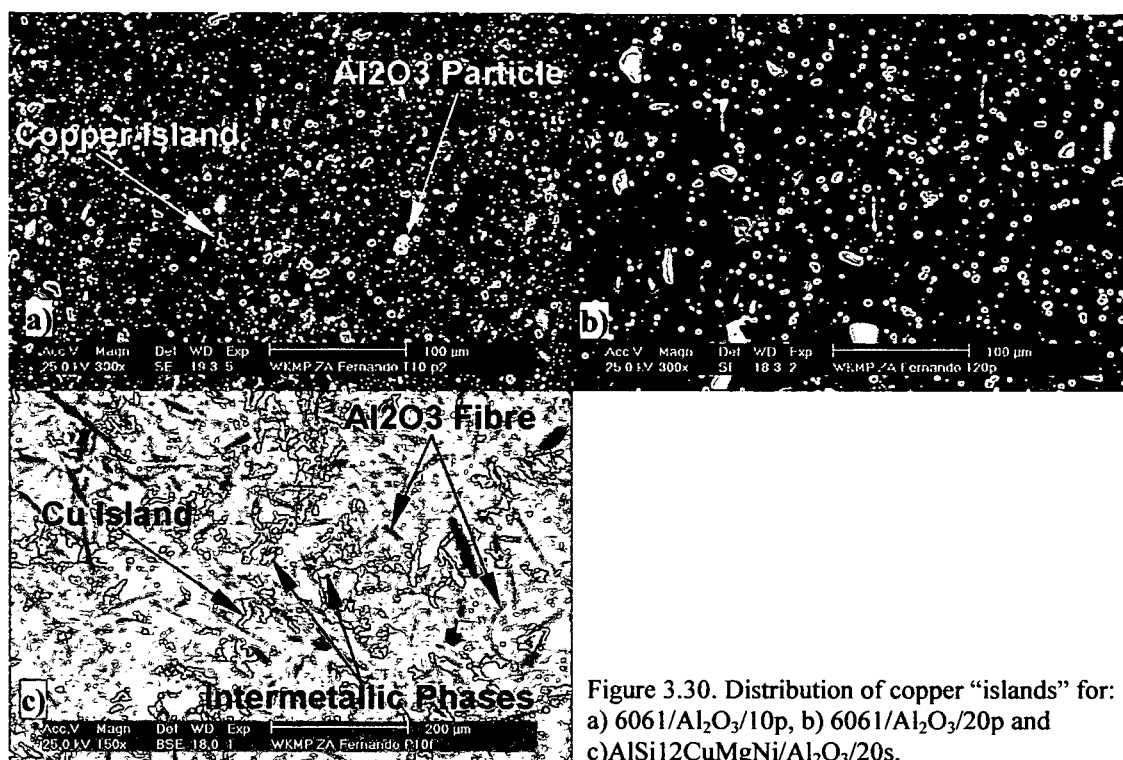 Al2O3 Particle
Copper Island
a)
Acc.V Magn Det WD Exp 100 µm
25.0 kV 300x SE 19.3 5 WKMP ZA Fernando T10 p2
b)
Acc.V Magn Det WD Exp 100 µm
25.0 kV 300x SE 18.3 2 WKMP ZA Fernando T20p
Al2O3 Fibre
Cu Island
Intermetallic Phases
c)
Acc.V Magn Det WD Exp 200 µm
25.0 kV 150x BSE 18.0 1 WKMP ZA Fernando P10f
Figure 3.30. Distribution of copper “islands” for:
a) 6061/Al₂O₃/10p, b) 6061/Al₂O₃/20p and
c)AlSi12CuMgNi/Al₂O₃/20s.